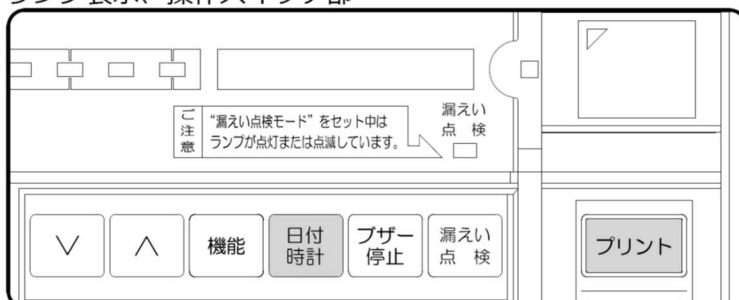 ランプ表示、操作スイッチ部
ご注意
“漏えい点検モード”をセット中は
ランプが点灯または点滅しています。
漏えい
点 検
∨
∧
機能
日付
時計
ブザー
停止
漏えい
点 検
プリント